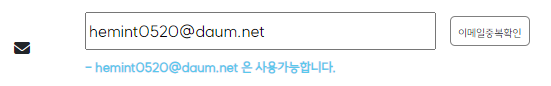 hemint0520@daum.net
이메일중복확인
- hemint0520@daum.net 은 사용가능합니다.